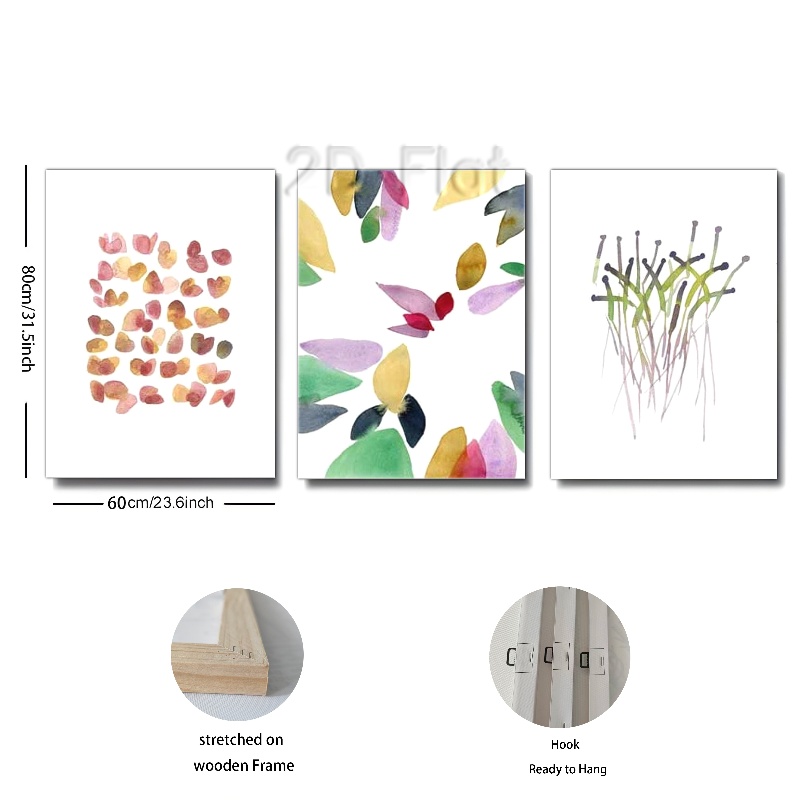 2D Flat
80cm/31.5inch
60cm/23.6inch
stretched on
wooden Frame
Hook
Ready to Hang